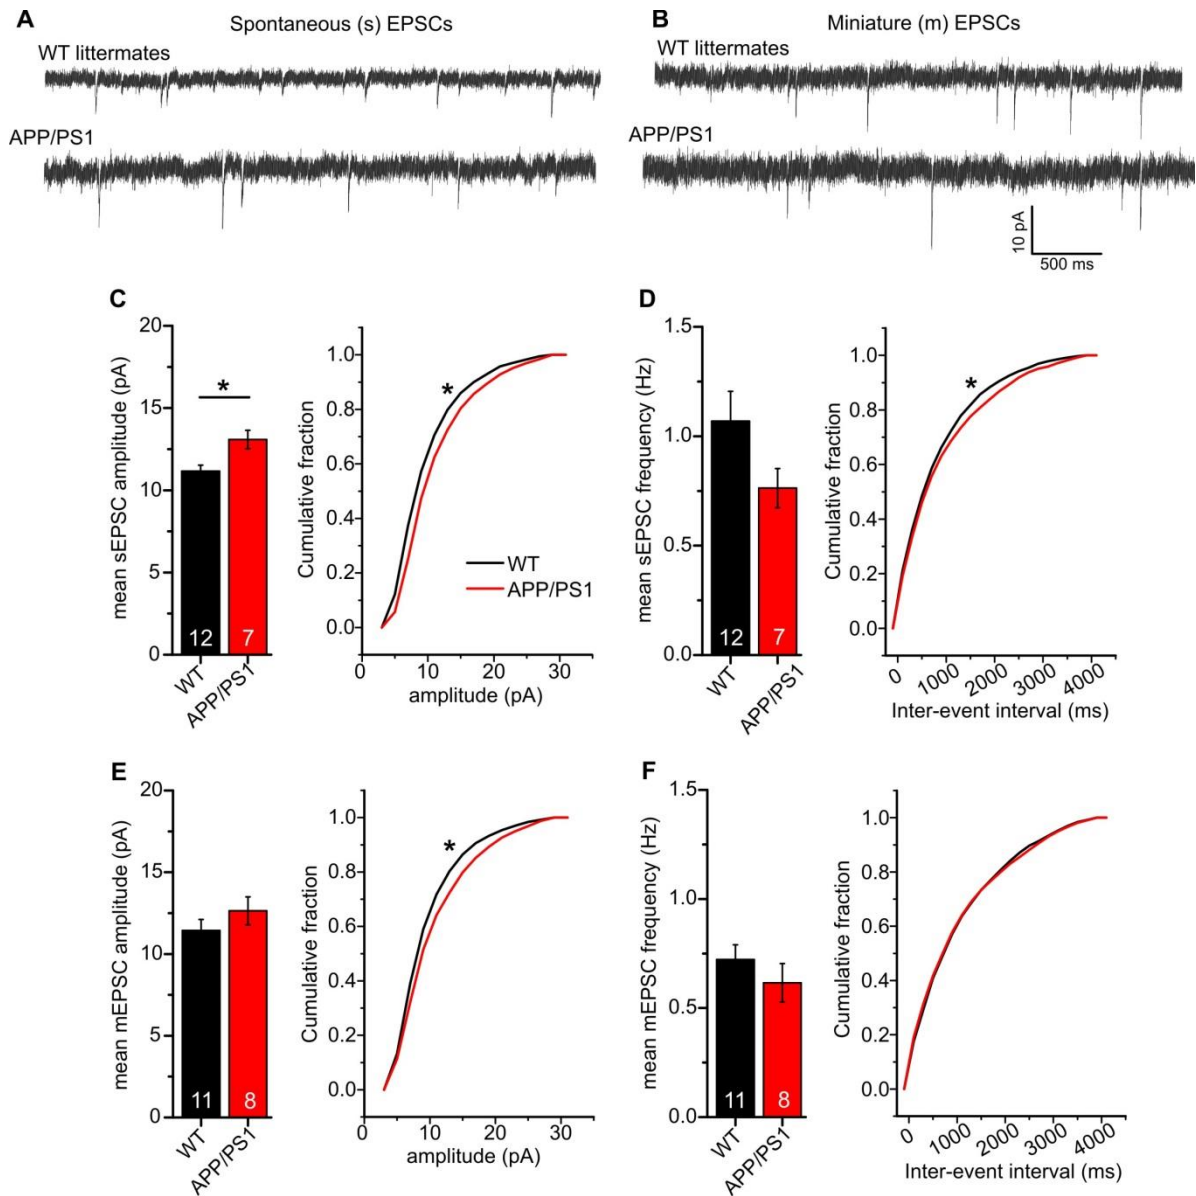 A
Spontaneous (s) EPSCs
WT littermates
APP/PS1
B
Miniature (m) EPSCs
WT littermates
APP/PS1
10 pA
500 ms
C
mean sEPSC amplitude (pA)
20
15
10
5
0
*
12
7
WT
APP/PS1
Cumulative fraction
1.0
0.8
0.6
0.4
0.2
0.0
*
WT
APP/PS1
0
10
20
30
amplitude (pA)
D
mean sEPSC frequency (Hz)
1.5
1.0
0.5
0.0
12
7
WT
APP/PS1
Cumulative fraction
1.0
0.8
0.6
0.4
0.2
0.0
*
0
1000
2000
3000
4000
Inter-event interval (ms)
E
mean mEPSC amplitude (pA)
20
15
10
5
0
11
8
WT
APP/PS1
Cumulative fraction
1.0
0.8
0.6
0.4
0.2
0.0
*
0
10
20
30
amplitude (pA)
F
mean mEPSC frequency (Hz)
1.5
1.0
0.5
0.0
11
8
WT
APP/PS1
Cumulative fraction
1.0
0.8
0.6
0.4
0.2
0.0
0
1000
2000
3000
4000
Inter-event interval (ms)